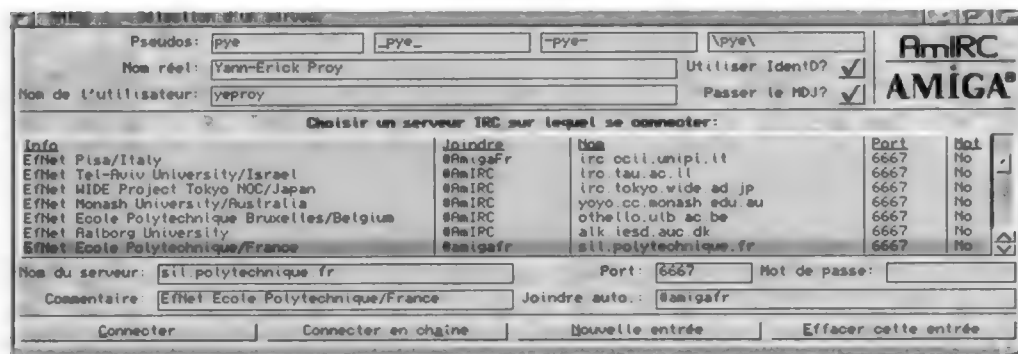 Sélection d'un serveur
Pseudos: pye _pye_ -pye- \pye\
AmIRC
Nom réel: Yann-Erick Proy Utiliser IdentD?
AMIGA®
Nom de l'utilisateur: yeproy Passer le MDJ?
Choisir un serveur IRC sur lequel se connecter:
Info Joindre Nom Port Mot
EfNet Pisa/Italy #AmigaFr irc ccii.unipi.it 6667 No
EfNet Tel-Aviv University/Israel #AmIRC irc.tau.ac.il 6667 No
EfNet WIDE Project Tokyo NOC/Japan #AmIRC irc.tokyo.wide ad jp 6667 No
EfNet Monash University/Australia #AmIRC yoyo.cc.monash edu.au 6667 No
EfNet Ecole Polytechnique Bruxelles/Belgium #AmIRC othello.ulb ac.be 6667 No
EfNet Aalborg University #AmIRC alk iesd.auc dk 6667 No
EfNet Ecole Polytechnique/France #amigafr sil.polytechnique.fr 6667 No
Nom du serveur: sil.polytechnique fr Port: 6667 Mot de passe:
Commentaire: EfNet Ecole Polytechnique/France Joindre auto.: #amigafr
Connecter Connecter en chaîne Nouvelle entrée Effacer cette entrée